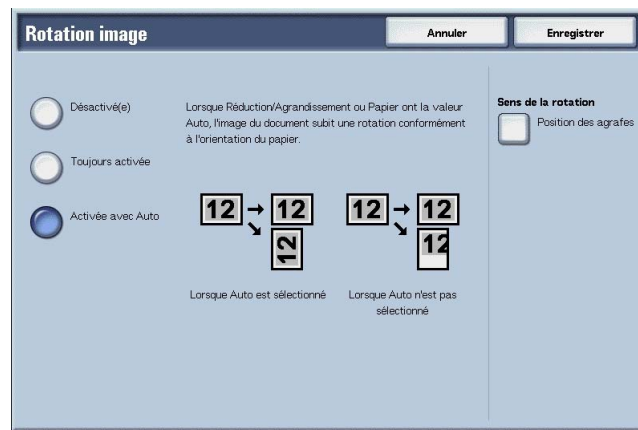 Rotation image
Annuler
Enregistrer
Désactivé(e)
Toujours activée
Activée avec Auto
Lorsque Réduction/Agrandissement ou Papier ont la valeur
Auto, l'image du document subit une rotation conformément
à l'orientation du papier.
12 12
12
Lorsque Auto est sélectionné
12 12
12
Lorsque Auto n'est pas
sélectionné
Sens de la rotation
Position des agrafes